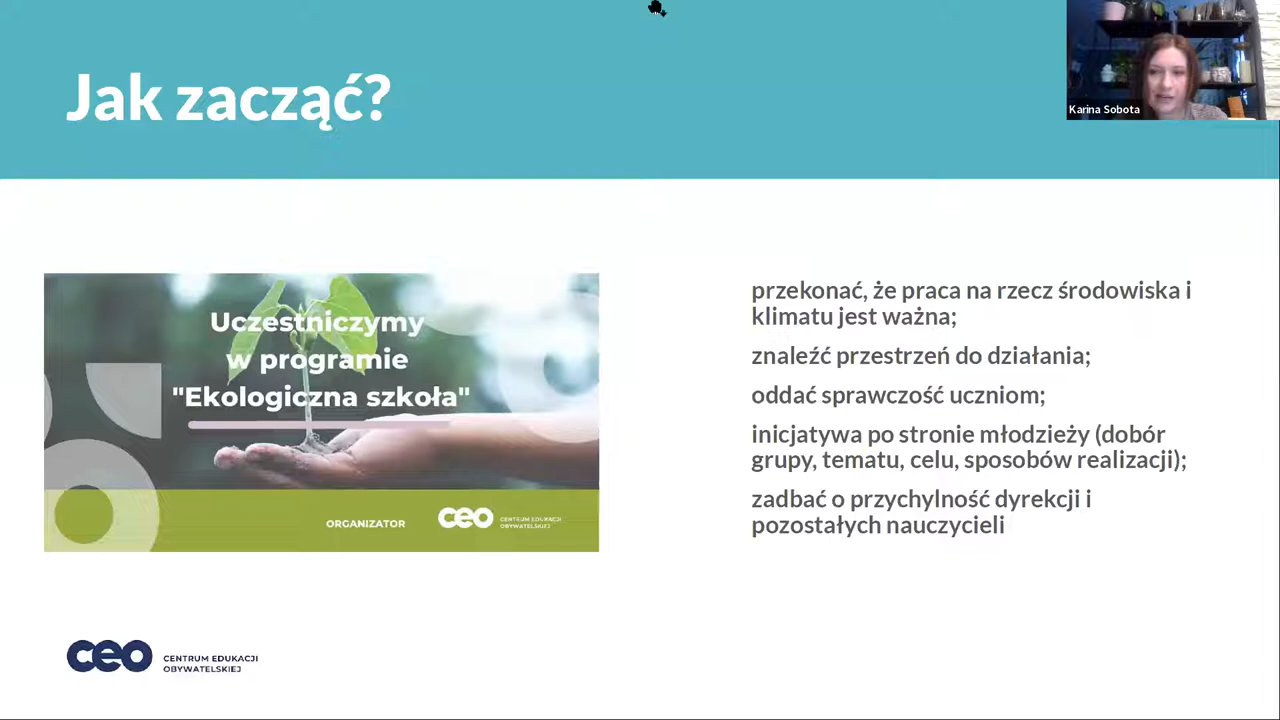 Jak zacząć?
Karina Sobota
Uczestniczymy
w programie
"Ekologiczna szkoła"
ORGANIZATOR
ceo
CENTRUM EDUKACJI
OBYWATELSKIEJ
przekonać, że praca na rzecz środowiska i
klimatu jest ważna;
znaleźć przestrzeń do działania;
oddać sprawczość uczniom;
inicjatywa po stronie młodzieży (dobór
grupy, tematu, celu, sposobów realizacji);
zadbać o przychylność dyrekcji i
pozostałych nauczycieli
ceo
CENTRUM EDUKACJI
OBYWATELSKIEJ